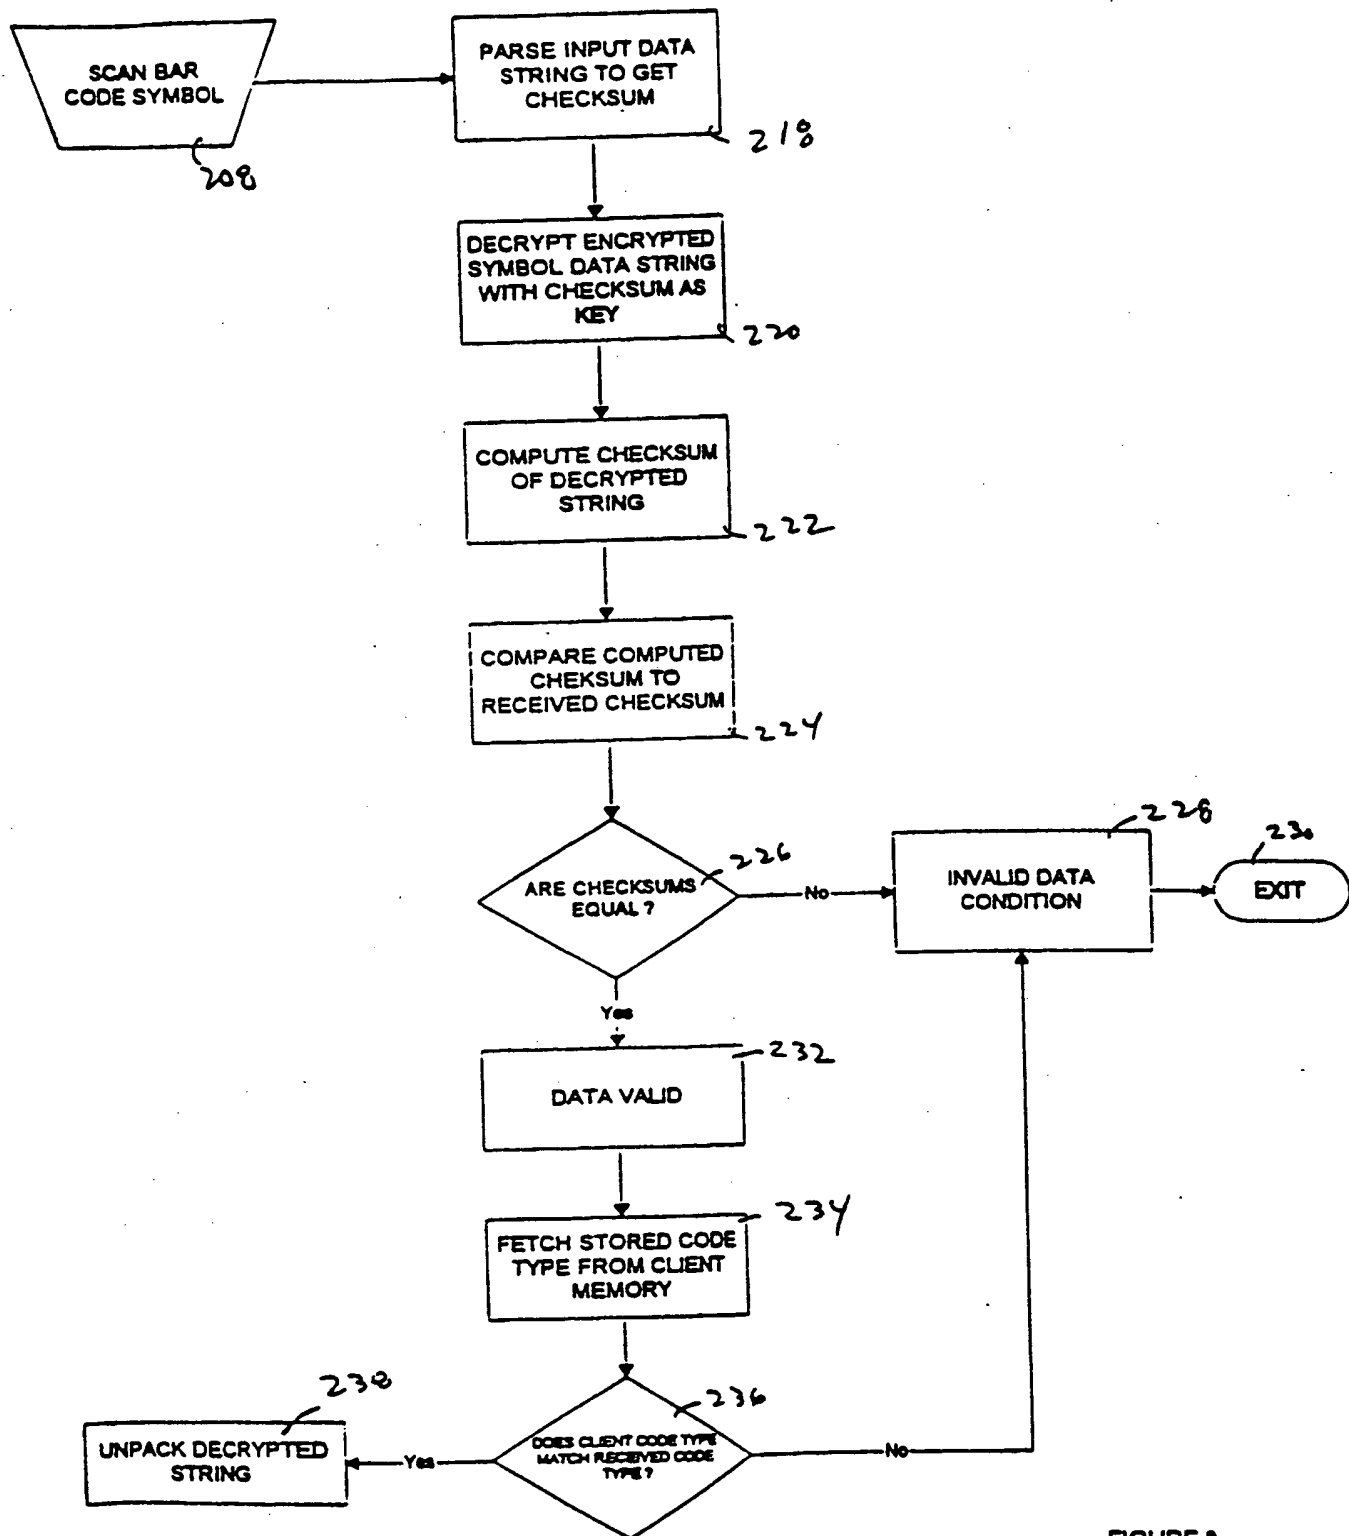 SCAN BAR
CODE SYMBOL
208
PARSE INPUT DATA
STRING TO GET
CHECKSUM
218
DECRYPT ENCRYPTED
SYMBOL DATA STRING
WITH CHECKSUM AS
KEY
220
COMPUTE CHECKSUM
OF DECRYPTED
STRING
222
COMPARE COMPUTED
CHEKSUM TO
RECEIVED CHECKSUM
224
ARE CHECKSUMS
EQUAL ?
226
No
INVALID DATA
CONDITION
228
EXIT
230
Yes
DATA VALID
232
FETCH STORED CODE
TYPE FROM CLIENT
MEMORY
234
DOES CLIENT CODE TYPE
MATCH RECEIVED CODE
TYPE ?
236
No
Yes
UNPACK DECRYPTED
STRING
238